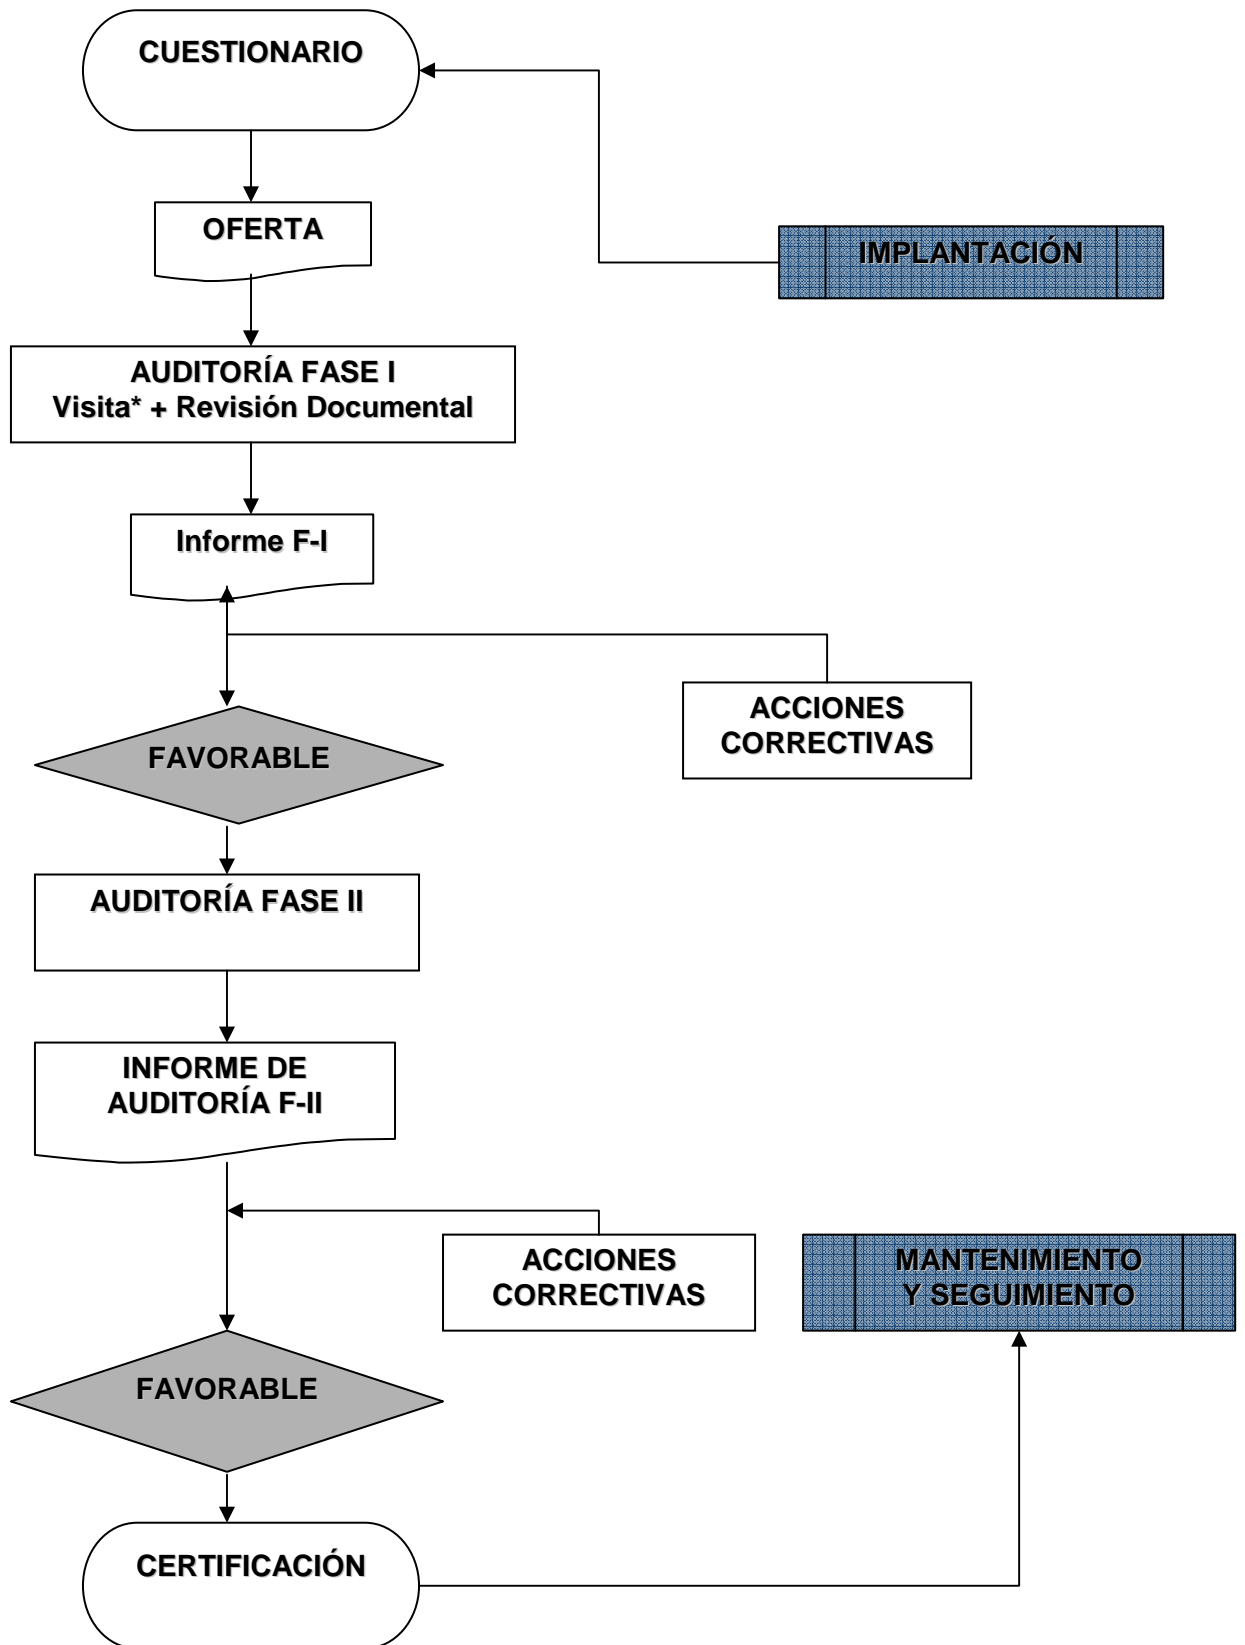 CUESTIONARIO
OFERTA
IMPLANTACIÓN
AUDITORÍA FASE I
Visita* + Revisión Documental
Informe F-I
ACCIONES
CORRECTIVAS
FAVORABLE
AUDITORÍA FASE II
INFORME DE
AUDITORÍA F-II
ACCIONES
CORRECTIVAS
MANTENIMIENTO
Y SEGUIMIENTO
FAVORABLE
CERTIFICACIÓN